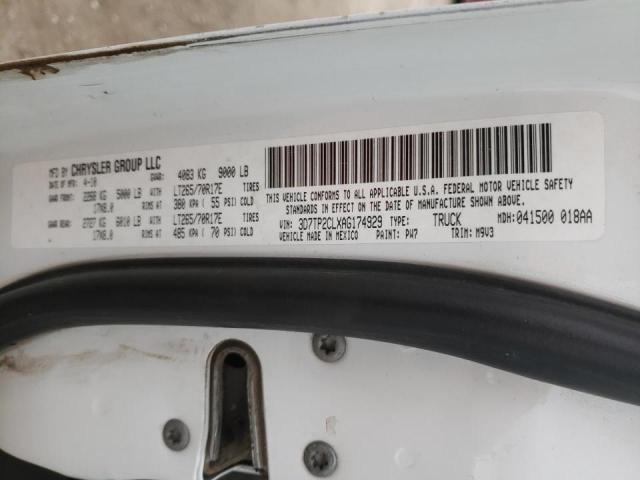 MFD BY CHRYSLER GROUP LLC
DATE OF MFR 4-10 GVWR: 4083 KG 9000 LB
GAWR FRONT: 2268 KG 5000 LB WITH LT265/70R17E TIRES
17X8.0 RIMS AT 380 KPA ( 55 PSI) COLD
GAWR REAR: 2727 KG 6010 LB WITH LT265/70R17E TIRES
17X8.0 RIMS AT 485 KPA ( 70 PSI) COLD
THIS VEHICLE CONFORMS TO ALL APPLICABLE U.S.A. FEDERAL MOTOR VEHICLE SAFETY
STANDARDS IN EFFECT ON THE DATE OF MANUFACTURE SHOWN ABOVE.
VIN: 3D7TP2CLXAG174929 TYPE: TRUCK MDH: 041500 018AA
VEHICLE MADE IN MEXICO PAINT: PW7 TRIM: M9V3